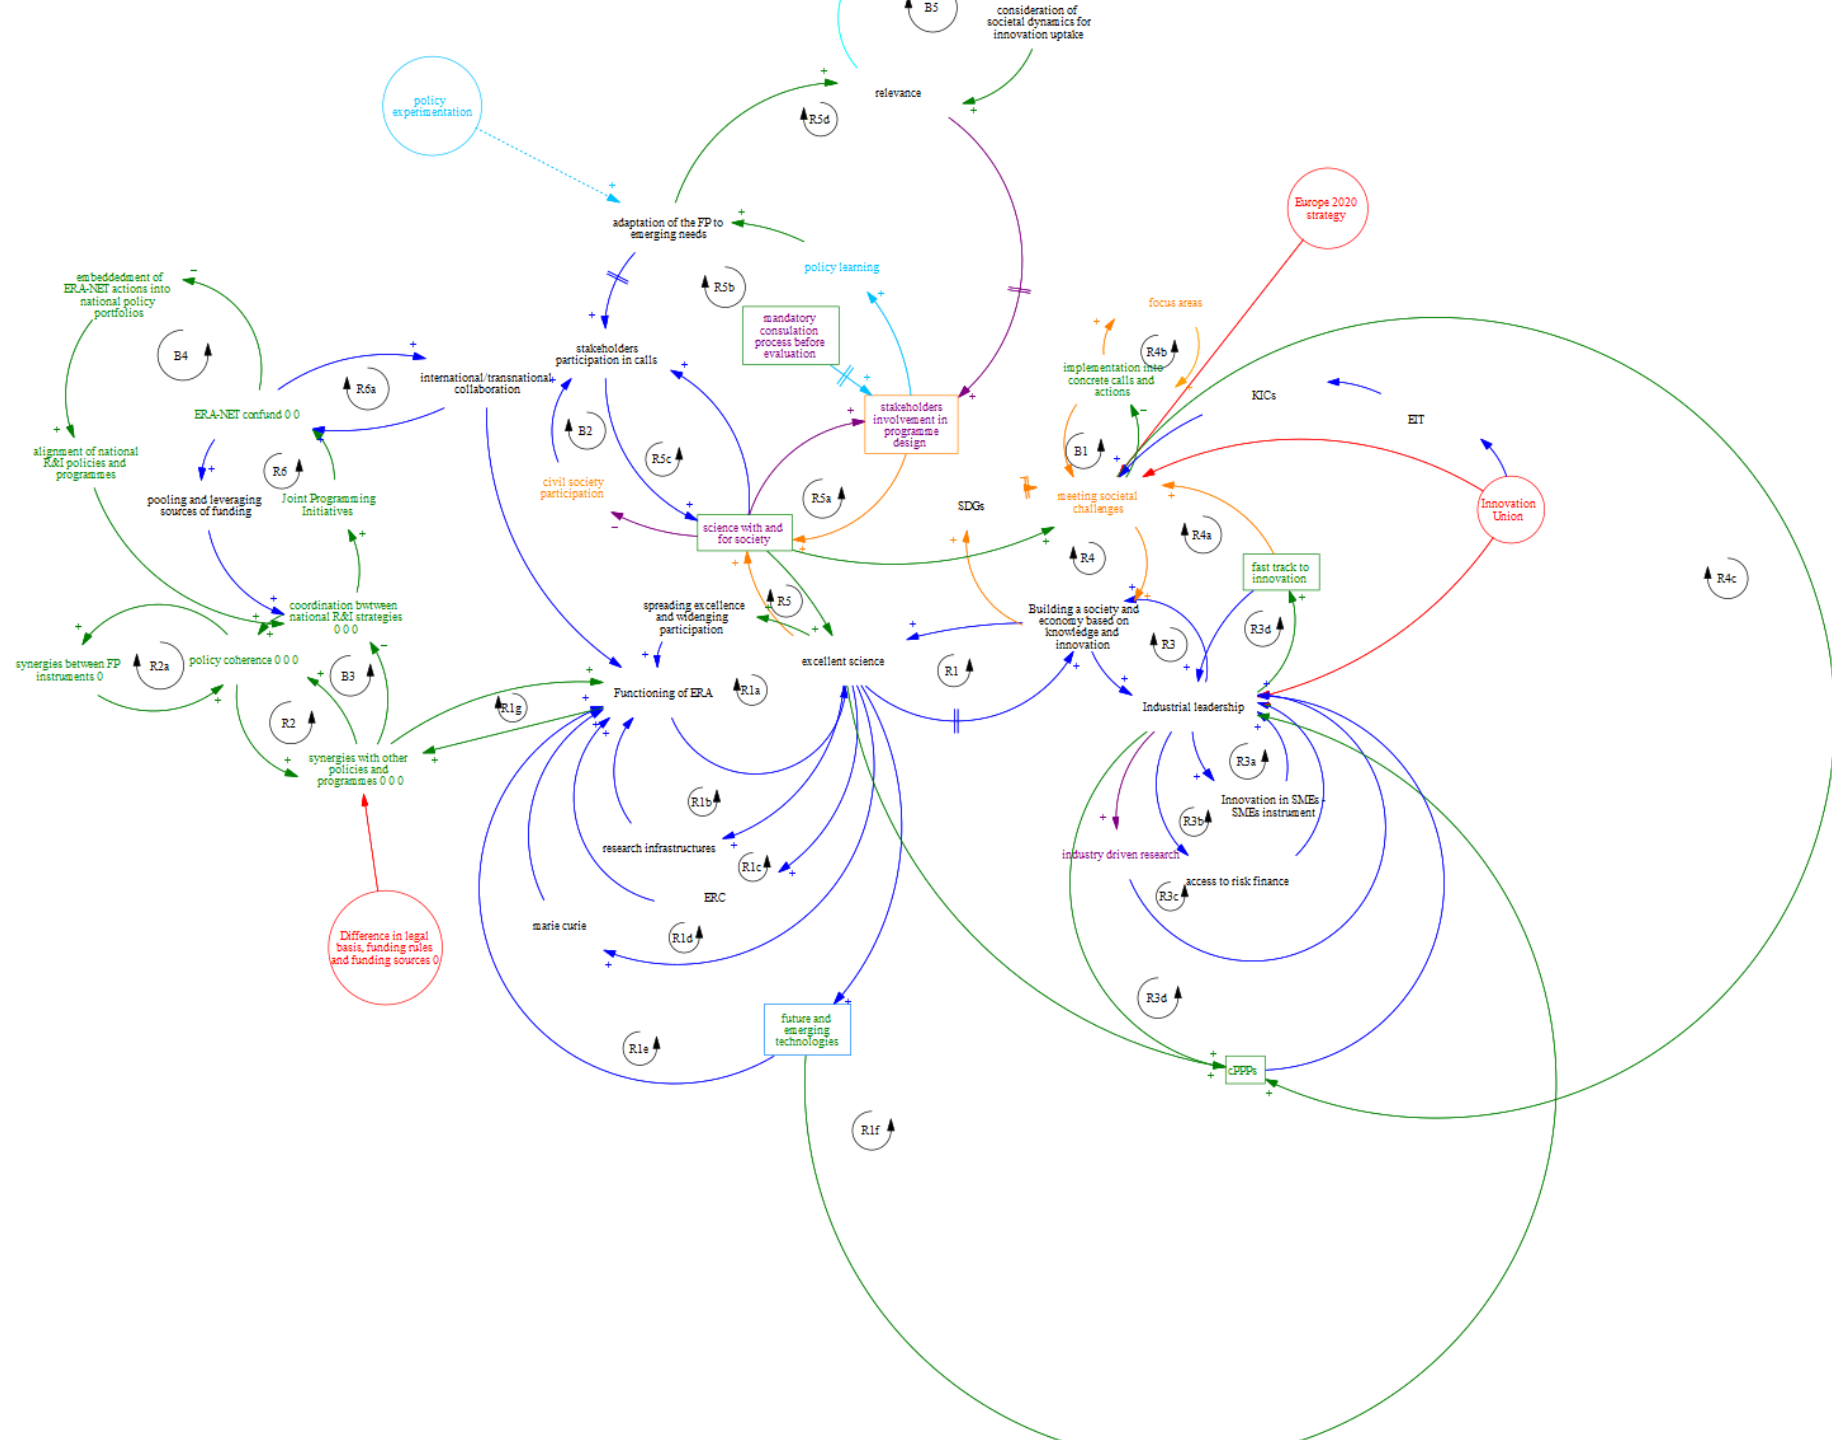 B5
consideration of
societal dynamics for
innovation uptake
policy
experimentation
relevance
R5d
Europe 2020
strategy
adaptation of the FP to
emerging needs
policy learning
R5b
embeddedment of
ERA-NET actions into
national policy
portfolios
B4
mandatory
consulation
process before
evaluation
focus areas
R4b
stakeholders
participation in calls
implementation into
concrete calls and
actions
international/transnational
collaboration
R6a
KICs
ERA-NET confund 0 0
stakeholders
involvement in
programme
design
EIT
B2
B1
alignment of national
R&I policies and
programmes
R6
R5c
pooling and leveraging
sources of funding
Joint Programming
Initiatives
civil society
participation
R5a
SDGs
meeting societal
challenges
Innovation
Union
science with and
for society
R4a
R4
fast track to
innovation
R4c
coordination bwtween
national R&I strategies
0 0 0
spreading excellence
and widenging
participation
R5
Building a society and
economy based on
knowledge and
innovation
R3
R3d
synergies between FP
instruments 0
R2a
policy coherence 0 0 0
B3
excellent science
R1
Functioning of ERA
R1a
R1g
Industrial leadership
R2
synergies with other
policies and
programmes 0 0 0
R3a
R1b
Innovation in SMEs -
SMEs instrument
R3b
research infrastructures
industry driven research
R1c
access to risk finance
ERC
R3c
marie curie
R1d
Difference in legal
basis, funding rules
and funding sources 0
R3d
future and
emerging
technologies
R1e
cPPPs
R1f